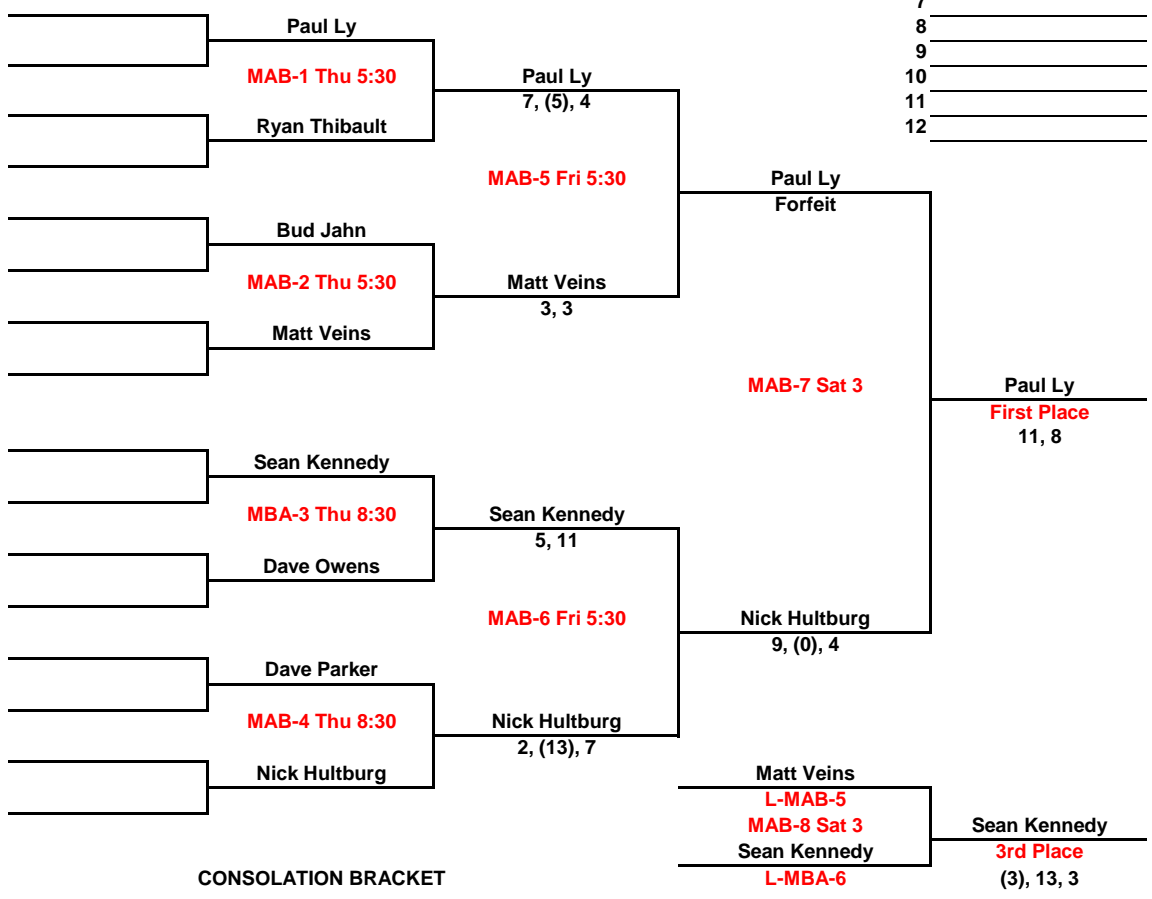 7
Paul Ly
8
9
MAB-1 Thu 5:30
Paul Ly
10
7, (5), 4
11
Ryan Thibault
12
MAB-5 Fri 5:30
Paul Ly
Forfeit
Bud Jahn
MAB-2 Thu 5:30
Matt Veins
3, 3
Matt Veins
MAB-7 Sat 3
Paul Ly
First Place
11, 8
Sean Kennedy
MBA-3 Thu 8:30
Sean Kennedy
5, 11
Dave Owens
MAB-6 Fri 5:30
Nick Hultburg
9, (0), 4
Dave Parker
MAB-4 Thu 8:30
Nick Hultburg
2, (13), 7
Nick Hultburg
Matt Veins
L-MAB-5
MAB-8 Sat 3
Sean Kennedy
Sean Kennedy
3rd Place
CONSOLATION BRACKET
L-MBA-6
(3), 13, 3